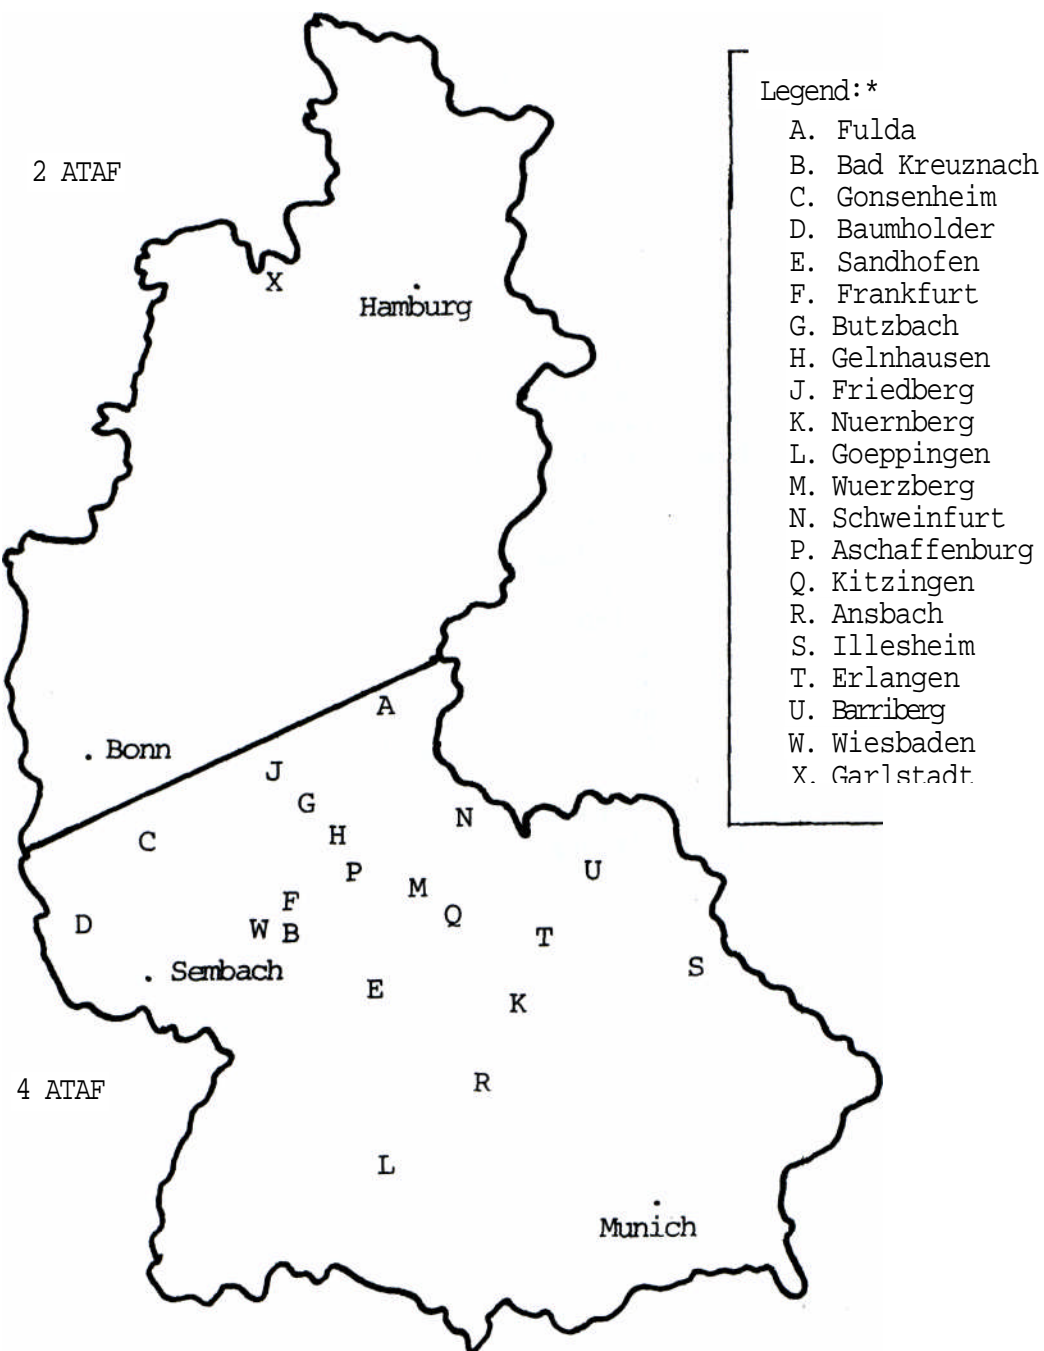 2 ATAF
X
Hamburg
A
Bonn
J
G
N
C
H
P
U
M
F
Q
D
W B
T
Sembach
S
E
K
4 ATAF
R
L
Munich
Legend:*
A. Fulda
B. Bad Kreuznach
C. Gonsenheim
D. Baumholder
E. Sandhofen
F. Frankfurt
G. Butzbach
H. Gelnhausen
J. Friedberg
K. Nuernberg
L. Goeppingen
M. Wuerzberg
N. Schweinfurt
P. Aschaffenburg
Q. Kitzingen
R. Ansbach
S. Illesheim
T. Erlangen
U. Barriberg
W. Wiesbaden
X. Garlstadt